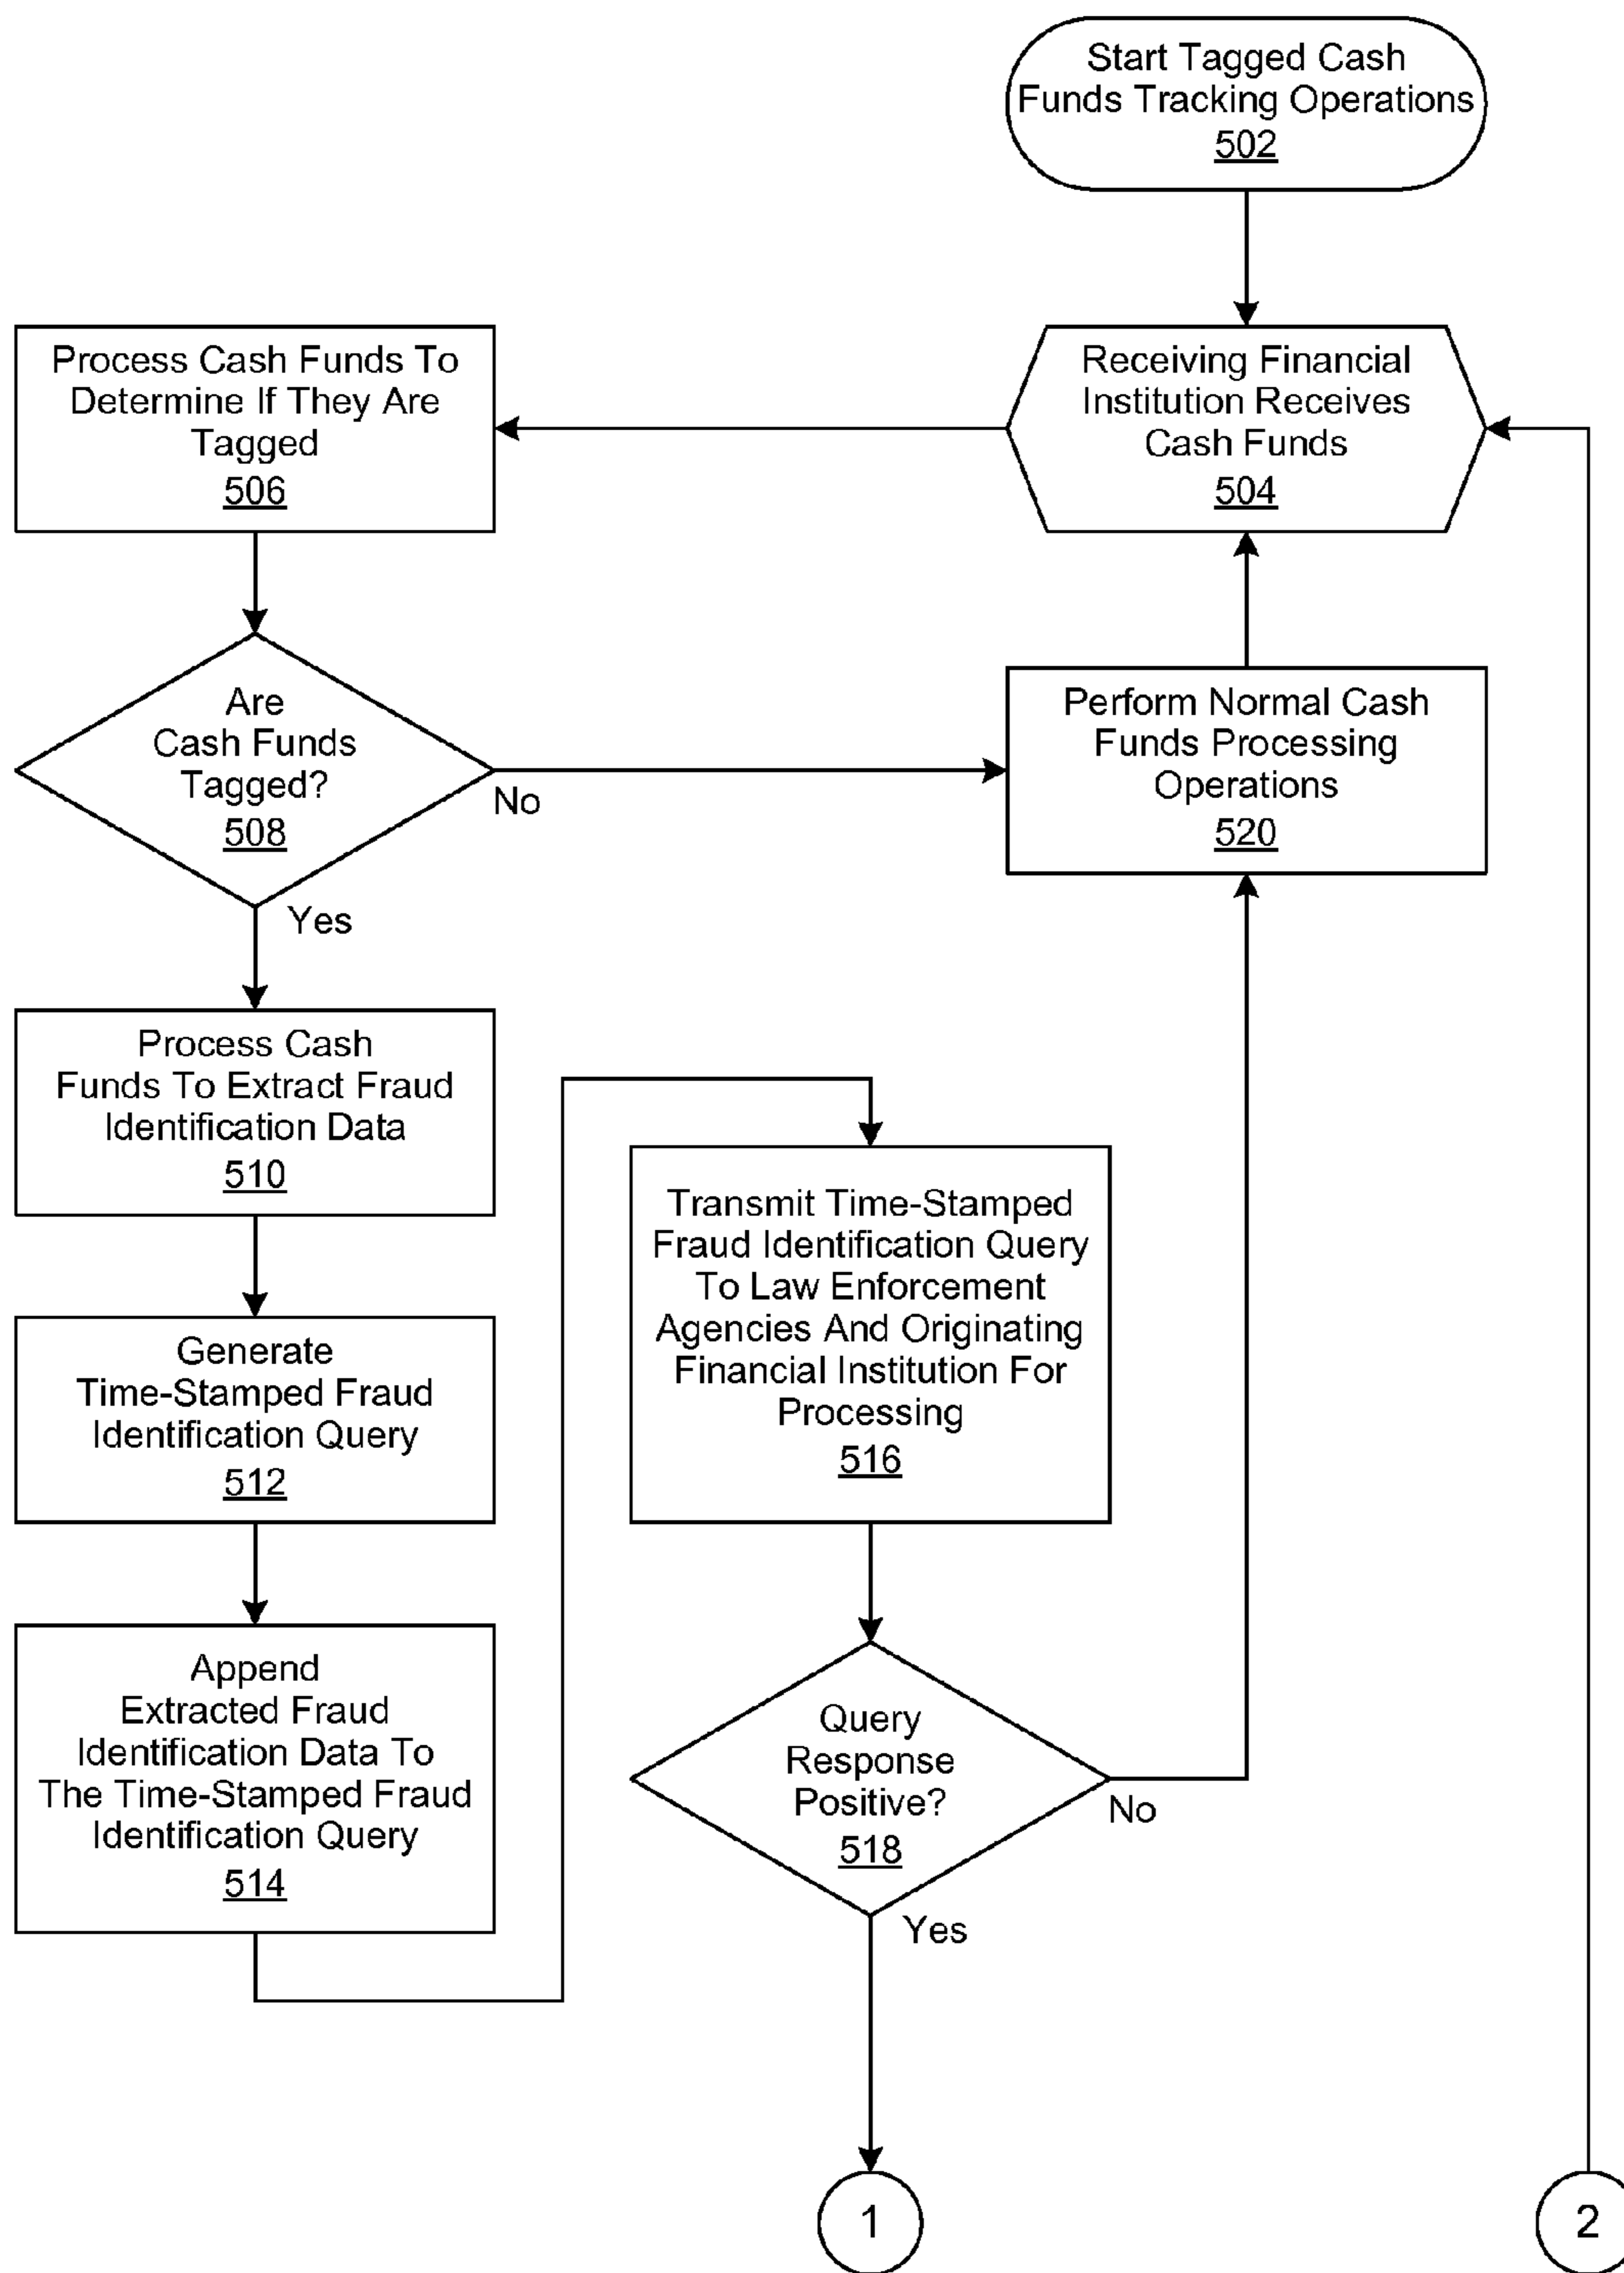 Start Tagged Cash
Funds Tracking Operations
502
Receiving Financial
Institution Receives
Cash Funds
504
Process Cash Funds To
Determine If They Are
Tagged
506
Are
Cash Funds
Tagged?
508
No
Yes
Perform Normal Cash
Funds Processing
Operations
520
Process Cash
Funds To Extract Fraud
Identification Data
510
Generate
Time-Stamped Fraud
Identification Query
512
Append
Extracted Fraud
Identification Data To
The Time-Stamped Fraud
Identification Query
514
Transmit Time-Stamped
Fraud Identification Query
To Law Enforcement
Agencies And Originating
Financial Institution For
Processing
516
Query
Response
Positive?
518
No
Yes
1
2